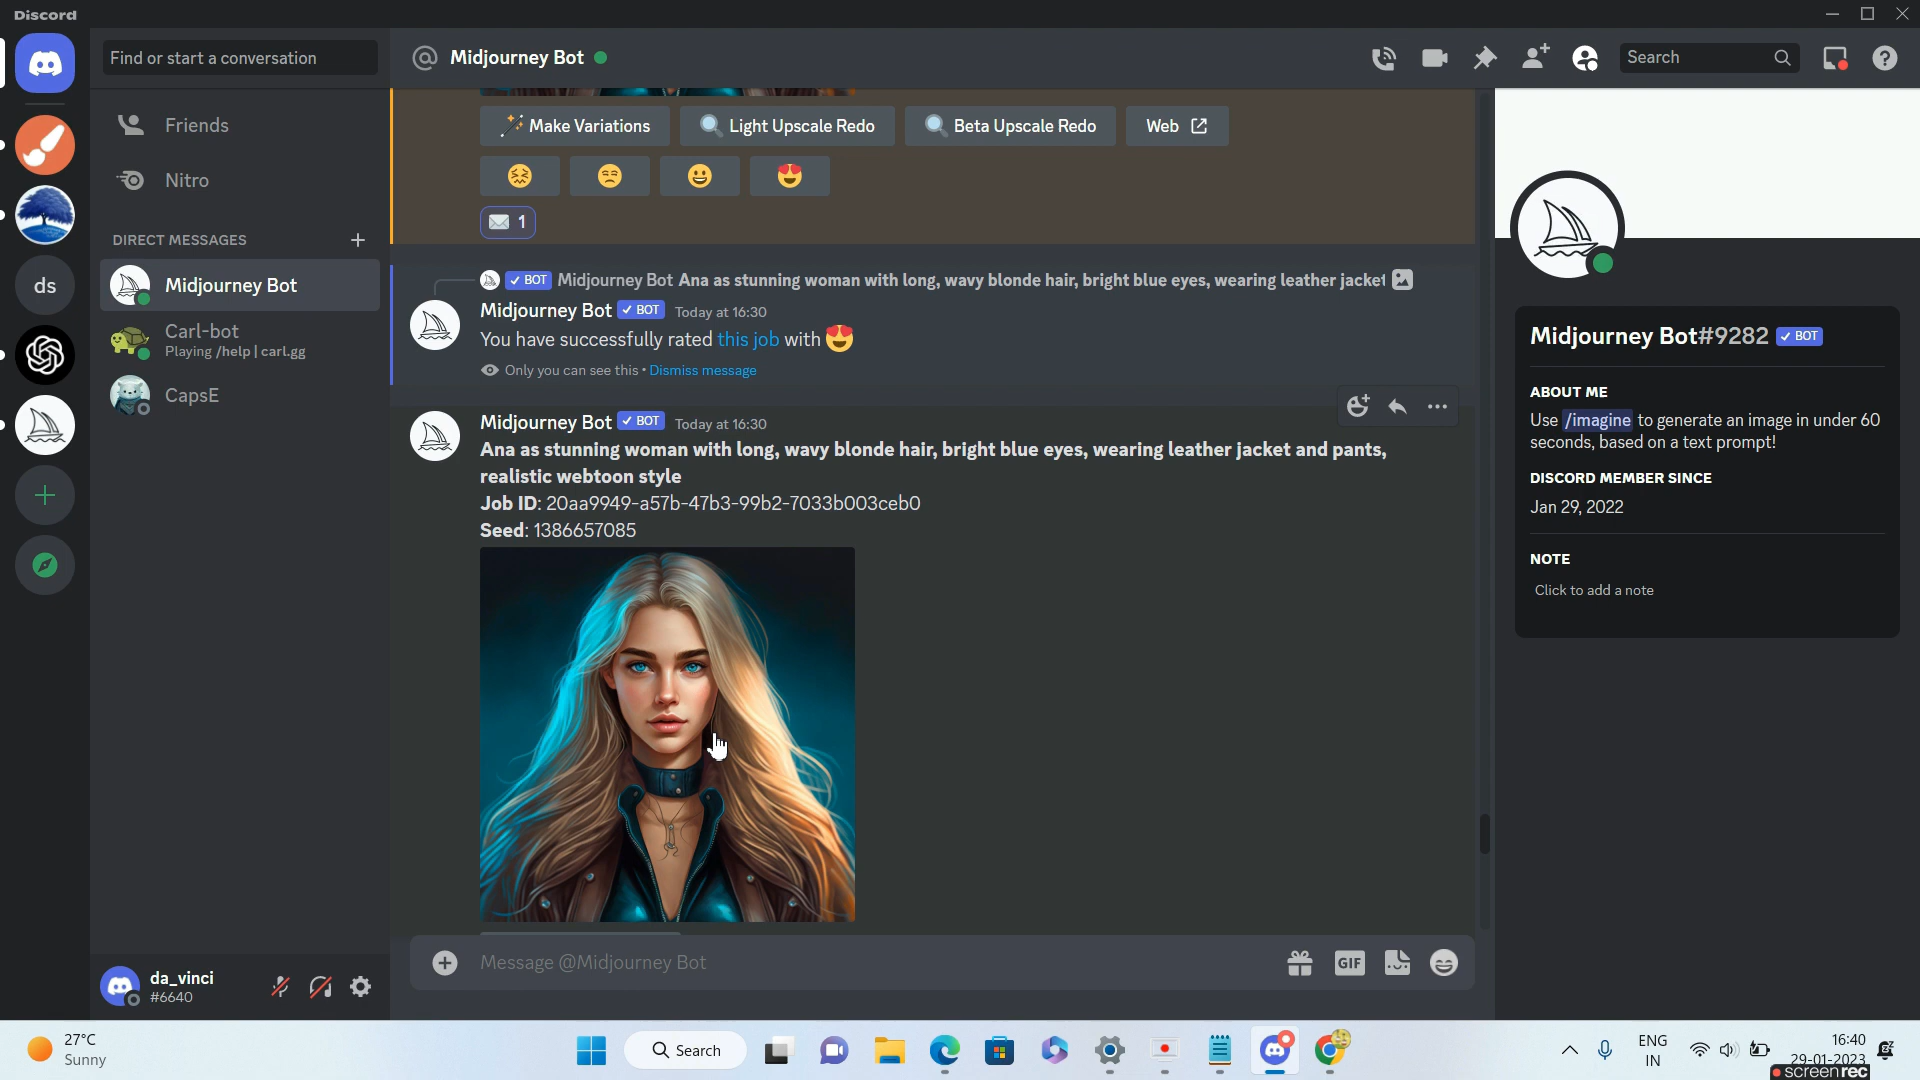 Discord
Find or start a conversation
Midjourney Bot
Search
Friends
Nitro
DIRECT MESSAGES
Midjourney Bot
Carl-bot
Playing /help | carl.gg
CapsE
ds
Make Variations
Light Upscale Redo
Beta Upscale Redo
Web
1
✓ BOT Midjourney Bot Ana as stunning woman with long, wavy blonde hair, bright blue eyes, wearing leather jacket
Midjourney Bot ✓ BOT Today at 16:30
You have successfully rated this job with 😍
Only you can see this • Dismiss message
Midjourney Bot ✓ BOT Today at 16:30
Ana as stunning woman with long, wavy blonde hair, bright blue eyes, wearing leather jacket and pants,
realistic webtoon style
Job ID: 20aa9949-a57b-47b3-99b2-7033b003ceb0
Seed: 1386657085
Message @Midjourney Bot
GIF
Midjourney Bot#9282 ✓ BOT
ABOUT ME
Use /imagine to generate an image in under 60
seconds, based on a text prompt!
DISCORD MEMBER SINCE
Jan 29, 2022
NOTE
Click to add a note
da_vinci
#6640
27°C
Sunny
Search
ENG
IN
16:40
29-01-2023
screenrec